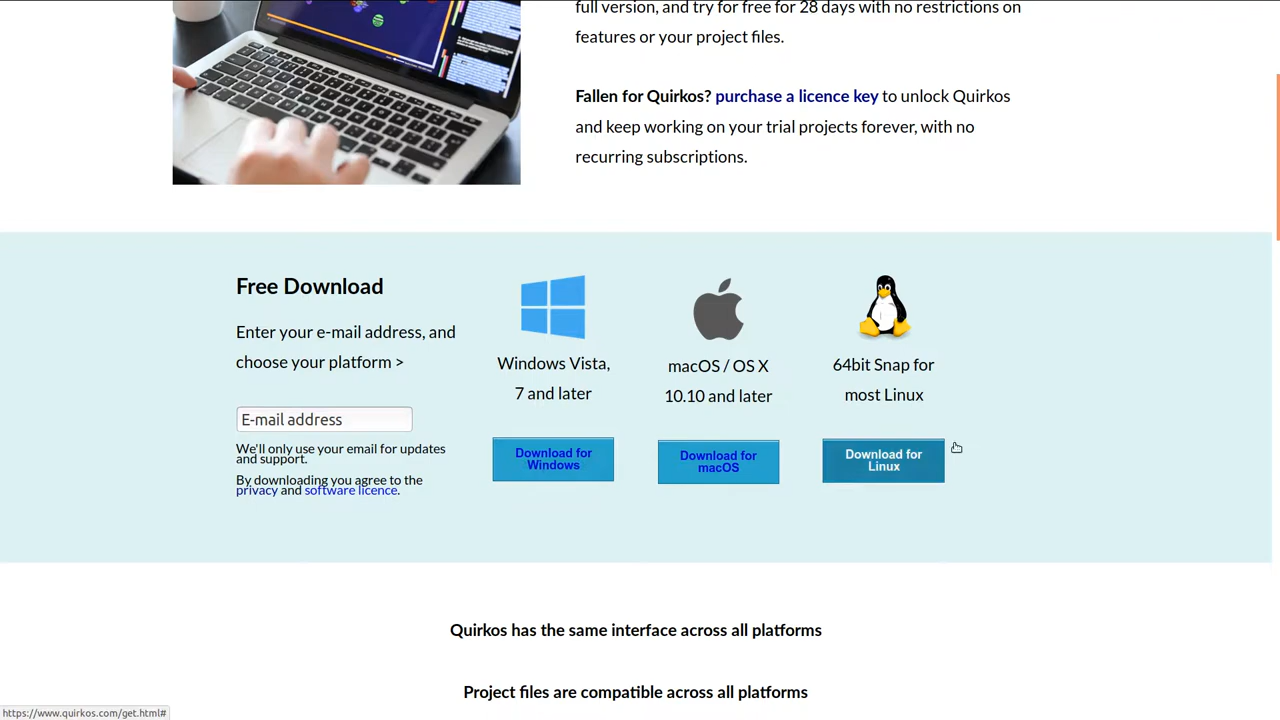 full version, and try for free for 28 days with no restrictions on
features or your project files.
Fallen for Quirkos? purchase a licence key to unlock Quirkos
and keep working on your trial projects forever, with no
recurring subscriptions.
Free Download
Enter your e-mail address, and
choose your platform >
E-mail address
We'll only use your email for updates
and support.
By downloading you agree to the
privacy and software licence.
Windows Vista,
7 and later
Download for
Windows
macOS / OS X
10.10 and later
Download for
macOS
64bit Snap for
most Linux
Download for
Linux
Quirkos has the same interface across all platforms
Project files are compatible across all platforms
https://www.quirkos.com/get.html#